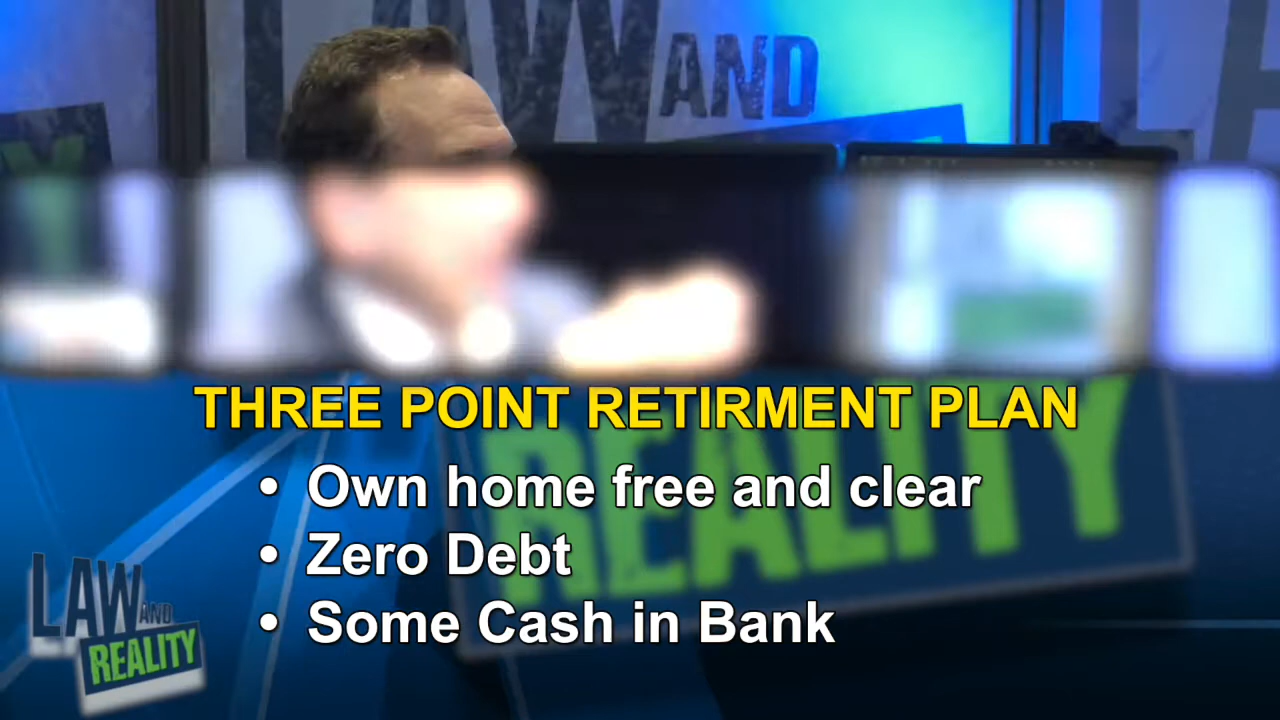 LAW AND
THREE POINT RETIRMENT PLAN
REALITY
• Own home free and clear
• Zero Debt
• Some Cash in Bank
LAW AND
REALITY